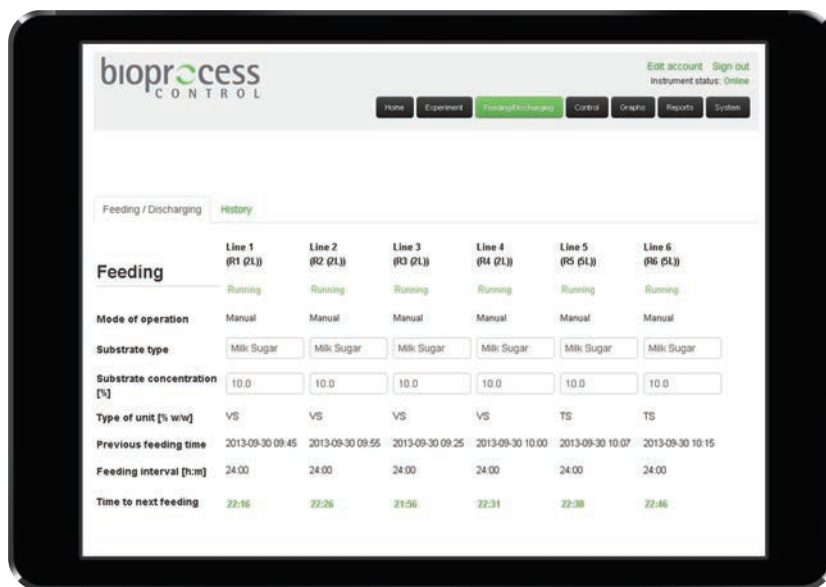 bioprocess
CONTROL
Edit account Sign out
Instrument status: Online
Home Experiment Feeding/Discharging Control Graphs Reports System
Feeding / Discharging History
Line 1 Line 2 Line 3 Line 4 Line 5 Line 6
(R1 (2L)) (R2 (2L)) (R3 (2L)) (R4 (2L)) (R5 (5L)) (R6 (5L))
Feeding
Running Running Running Running Running Running
Mode of operation Manual Manual Manual Manual Manual Manual
Substrate type Milk Sugar Milk Sugar Milk Sugar Milk Sugar Milk Sugar Milk Sugar
Substrate concentration
[%] 10.0 10.0 10.0 10.0 10.0 10.0
Type of unit [% w/w] VS VS VS VS TS TS
Previous feeding time 2013-09-30 09:45 2013-09-30 09:55 2013-09-30 09:25 2013-09-30 10:00 2013-09-30 10:07 2013-09-30 10:15
Feeding interval [h:m] 24:00 24:00 24:00 24:00 24:00 24:00
Time to next feeding 22:16 22:26 21:56 22:31 22:38 22:46